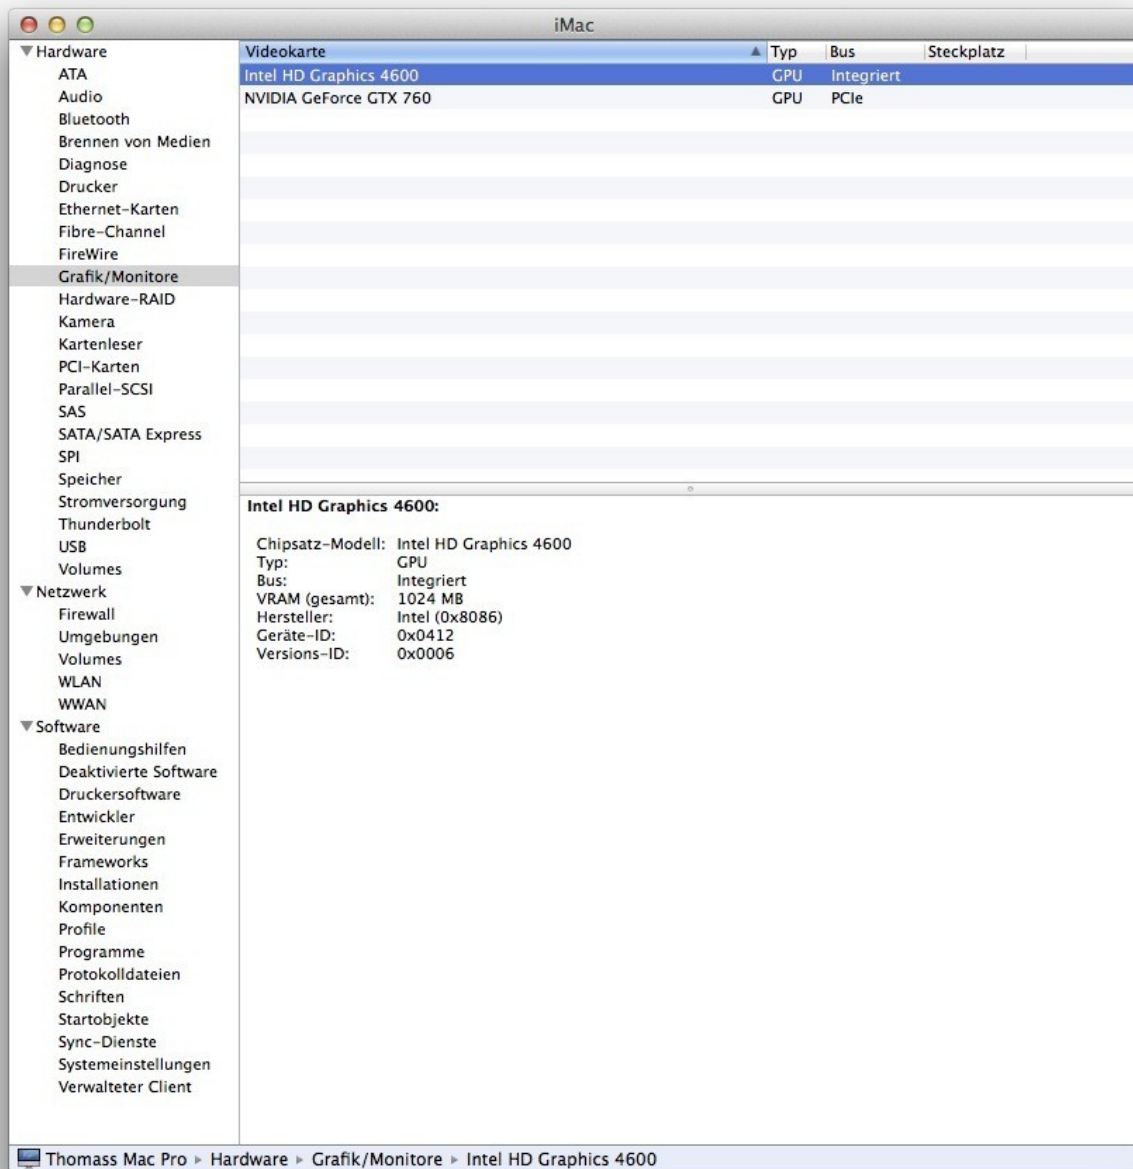 iMac
Hardware
ATA
Audio
Bluetooth
Brennen von Medien
Diagnose
Drucker
Ethernet-Karten
Fibre-Channel
FireWire
Grafik/Monitore
Hardware-RAID
Kamera
Kartenleser
PCI-Karten
Parallel-SCSI
SAS
SATA/SATA Express
SPI
Speicher
Stromversorgung
Thunderbolt
USB
Volumes
Netzwerk
Firewall
Umgebungen
Volumes
WLAN
WWAN
Software
Bedienungshilfen
Deaktivierte Software
Druckersoftware
Entwickler
Erweiterungen
Frameworks
Installationen
Komponenten
Profile
Programme
Protokolldateien
Schriften
Startobjekte
Sync-Dienste
Systemeinstellungen
Verwalteter Client
Videokarte Typ Bus Steckplatz
Intel HD Graphics 4600 GPU Integriert
NVIDIA GeForce GTX 760 GPU PCIe
Intel HD Graphics 4600:
Chipsatz-Modell: Intel HD Graphics 4600
Typ: GPU
Bus: Integriert
VRAM (gesamt): 1024 MB
Hersteller: Intel (0x8086)
Geräte-ID: 0x0412
Versions-ID: 0x0006
Thomass Mac Pro ▸ Hardware ▸ Grafik/Monitore ▸ Intel HD Graphics 4600